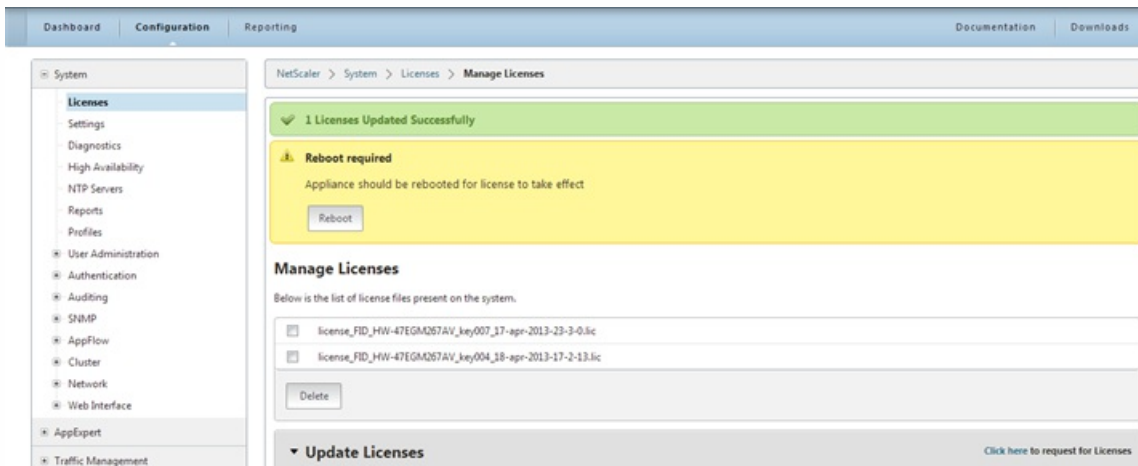 Dashboard Configuration Reporting Documentation Downloads
System
Licenses
Settings
Diagnostics
High Availability
NTP Servers
Reports
Profiles
User Administration
Authentication
Auditing
SNMP
AppFlow
Cluster
Network
Web Interface
AppExpert
Traffic Management
NetScaler > System > Licenses > Manage Licenses
1 Licenses Updated Successfully
Reboot required
Appliance should be rebooted for license to take effect
Reboot
Manage Licenses
Below is the list of license files present on the system.
license_FID_HW-47EGM267AV_key007_17-apr-2013-23-3-0.lic
license_FID_HW-47EGM267AV_key004_18-apr-2013-17-2-13.lic
Delete
Update Licenses
Click here to request for Licenses